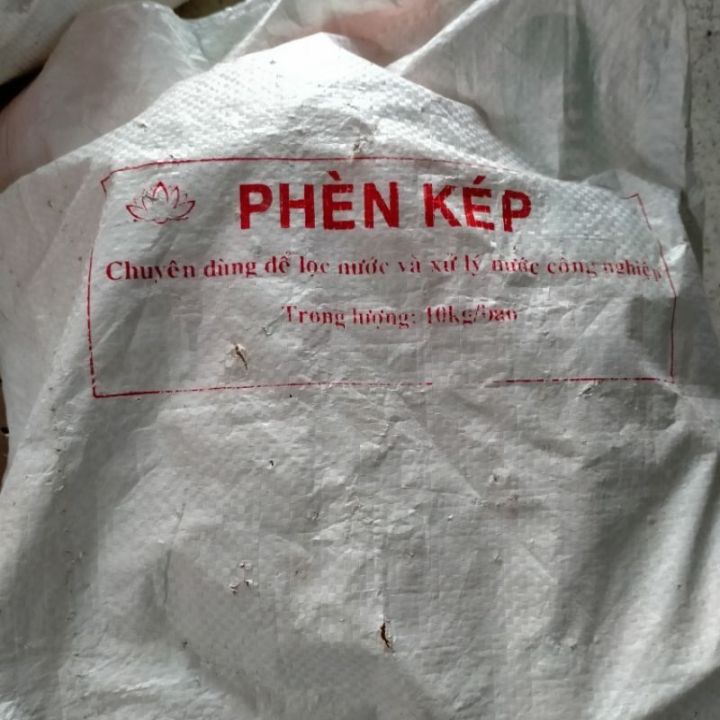 PHÈN KÉP
Chuyên dùng để lọc nước và xử lý nước công nghiệp
Trọng lượng: 10kg/bao